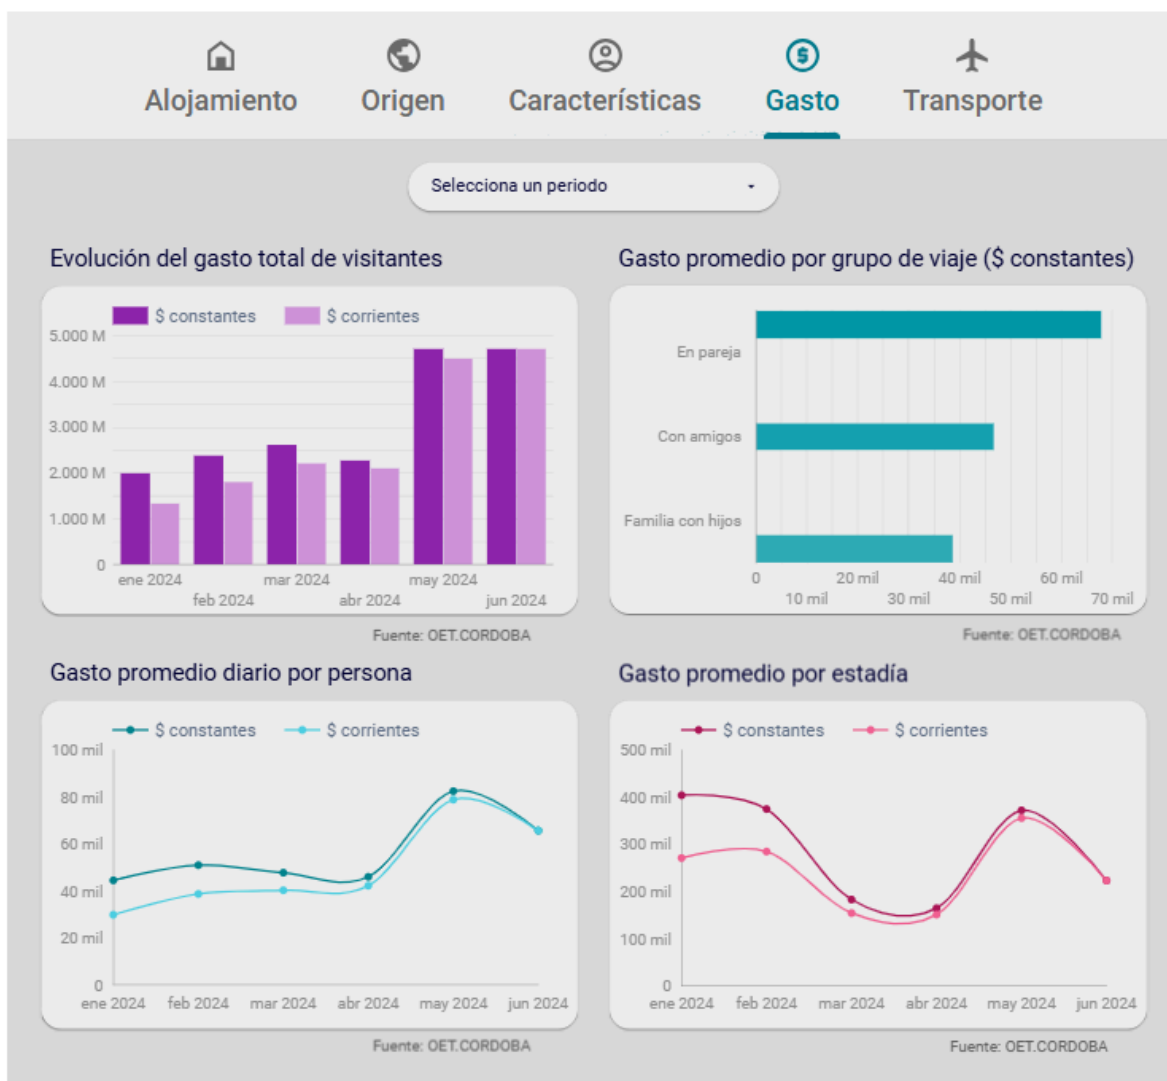 Alojamiento Origen Características Gasto Transporte
Selecciona un periodo
Evolución del gasto total de visitantes
$ constantes $ corrientes
5.000 M
4.000 M
3.000 M
2.000 M
1.000 M
0
ene 2024 mar 2024 may 2024
feb 2024 abr 2024 jun 2024
Fuente: OET.CORDOBA
Gasto promedio por grupo de viaje ($ constantes)
En pareja
Con amigos
Familia con hijos
0 20 mil 40 mil 60 mil
10 mil 30 mil 50 mil 70 mil
Fuente: OET.CORDOBA
Gasto promedio diario por persona
$ constantes $ corrientes
100 mil
80 mil
60 mil
40 mil
20 mil
0
ene 2024 feb 2024 mar 2024 abr 2024 may 2024 jun 2024
Fuente: OET.CORDOBA
Gasto promedio por estadía
$ constantes $ corrientes
500 mil
400 mil
300 mil
200 mil
100 mil
0
ene 2024 feb 2024 mar 2024 abr 2024 may 2024 jun 2024
Fuente: OET.CORDOBA